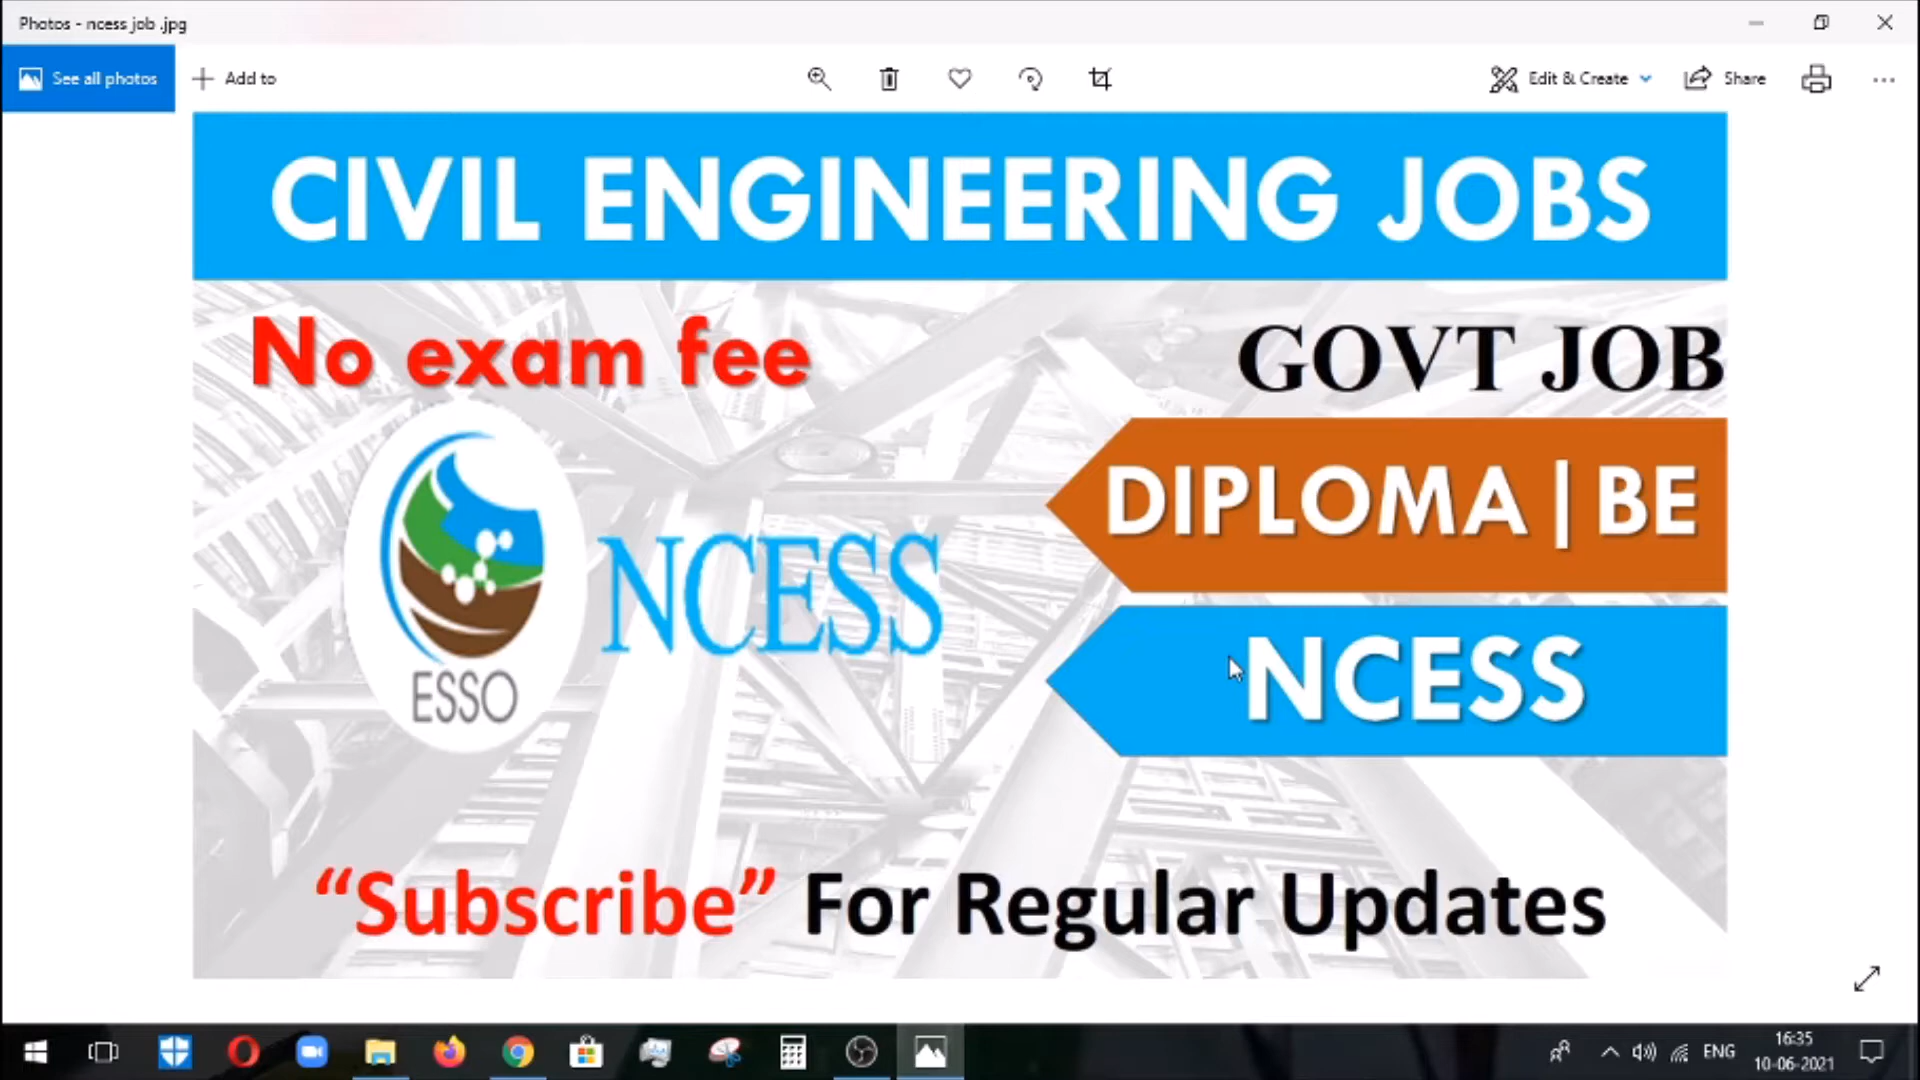 Photos - ncess job .jpg
See all photos
Add to
Edit & Create
Share
CIVIL ENGINEERING JOBS
No exam fee
GOVT JOB
DIPLOMA | BE
NCESS
ESSO
NCESS
“Subscribe” For Regular Updates
ENG
16:35
10-06-2021